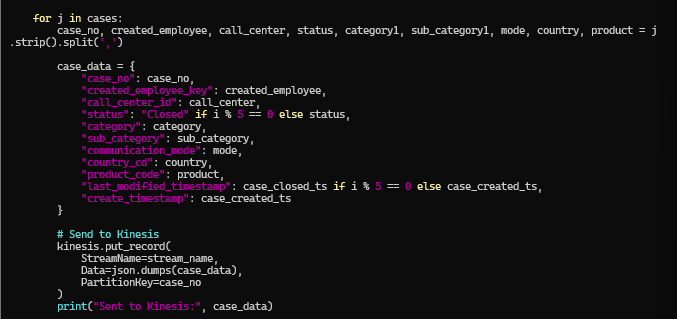 for j in cases:
case_no, created_employee, call_center, status, category1, sub_category1, mode, country, product = j
.strip().split(',')
case_data = {
"case_no": case_no,
"created_employee_key": created_employee,
"call_center_id": call_center,
"status": "Closed" if i % 5 == 0 else status,
"category": category,
"sub_category": sub_category,
"communication_mode": mode,
"country_cd": country,
"product_code": product,
"last_modified_timestamp": case_closed_ts if i % 5 == 0 else case_created_ts,
"create_timestamp": case_created_ts
}
# Send to Kinesis
kinesis.put_record(
StreamName=stream_name,
Data=json.dumps(case_data),
PartitionKey=case_no
)
print("Sent to Kinesis:", case_data)